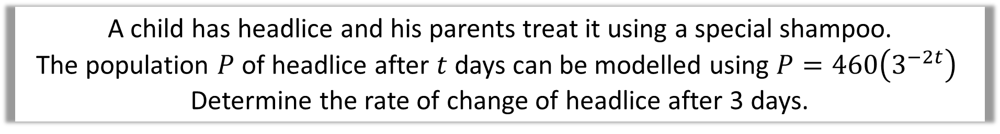 A child has headlice and his parents treat it using a special shampoo.
The population P of headlice after t days can be modelled using P = 460(3⁻²ᵗ)
Determine the rate of change of headlice after 3 days.